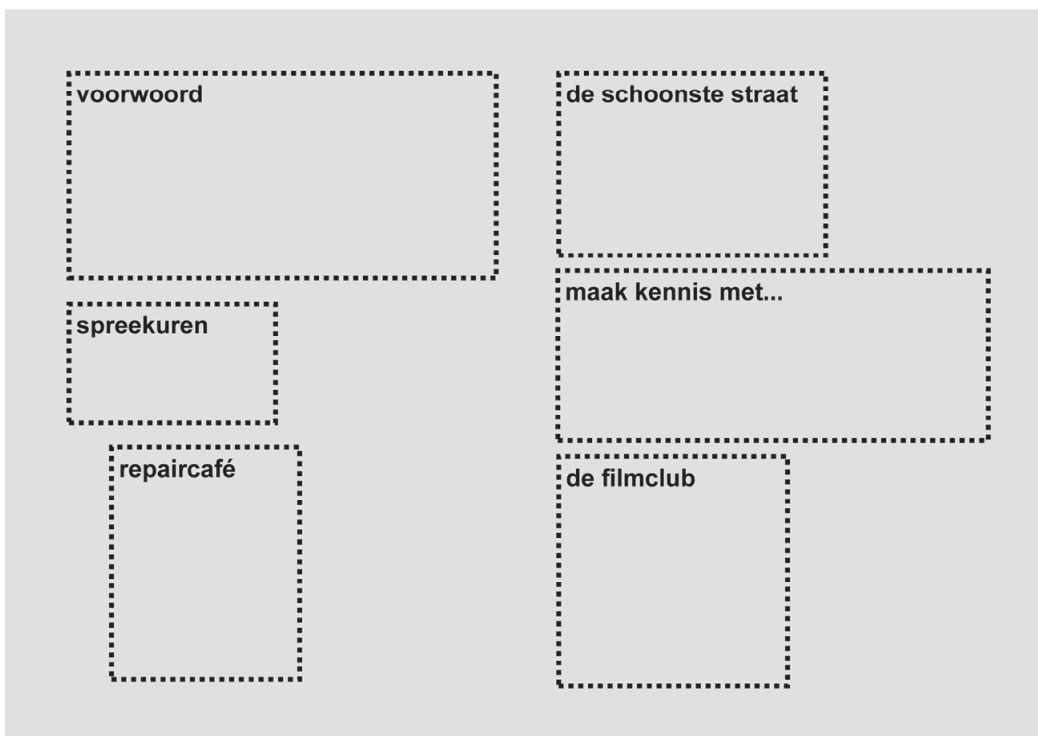 voorwoord
spreekuren
repaircafé
de schoonste straat
maak kennis met...
de filmclub